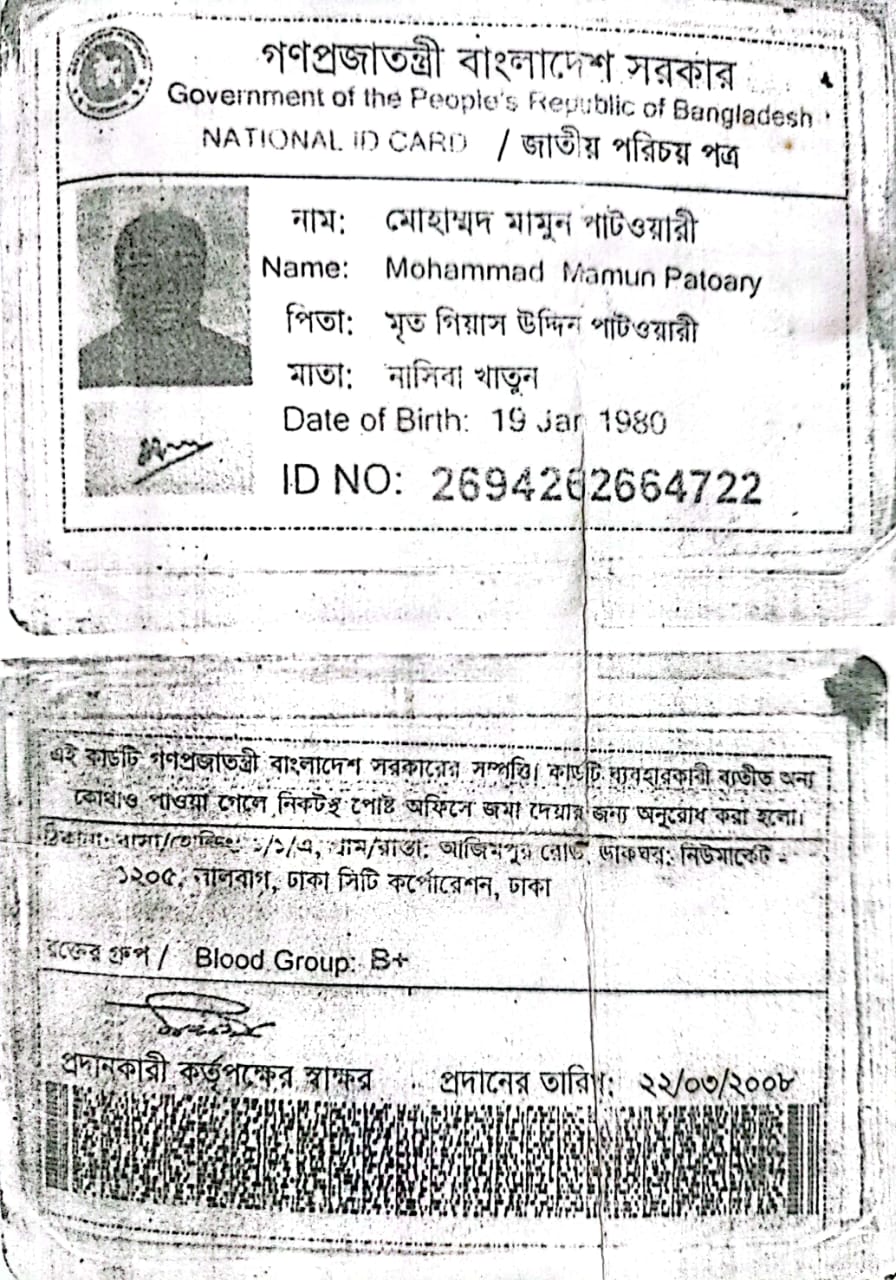 গণপ্রজাতন্ত্রী বাংলাদেশ সরকার
Government of the People's Republic of Bangladesh
NATIONAL ID CARD / জাতীয় পরিচয় পত্র
নাম: মোহাম্মদ মামুন পাটওয়ারী
Name: Mohammad Mamun Patoary
পিতা: মৃত গিয়াস উদ্দিন পাটওয়ারী
মাতা: নাসিবা খাতুন
Date of Birth: 19 Jan 1980
ID NO: 2694262664722
এই কার্ডটি গণপ্রজাতন্ত্রী বাংলাদেশ সরকারের সম্পত্তি। কার্ডটি ব্যবহারকারী ব্যতীত অন্য
কোথাও পাওয়া গেলে নিকটস্থ পোষ্ট অফিসে জমা দেয়ার জন্য অনুরোধ করা হলো।
ঠিকানা: বাসা/হোল্ডিং: গ্রাম/রাস্তা: আজিমপুর রোড, ডাকঘর: নিউমার্কেট -
১২০৫, লালবাগ, ঢাকা সিটি কর্পোরেশন, ঢাকা
রক্তের গ্রুপ / Blood Group: B+
প্রদানকারী কর্তৃপক্ষের স্বাক্ষর প্রদানের তারিখ: ২২/০৩/২০০৮